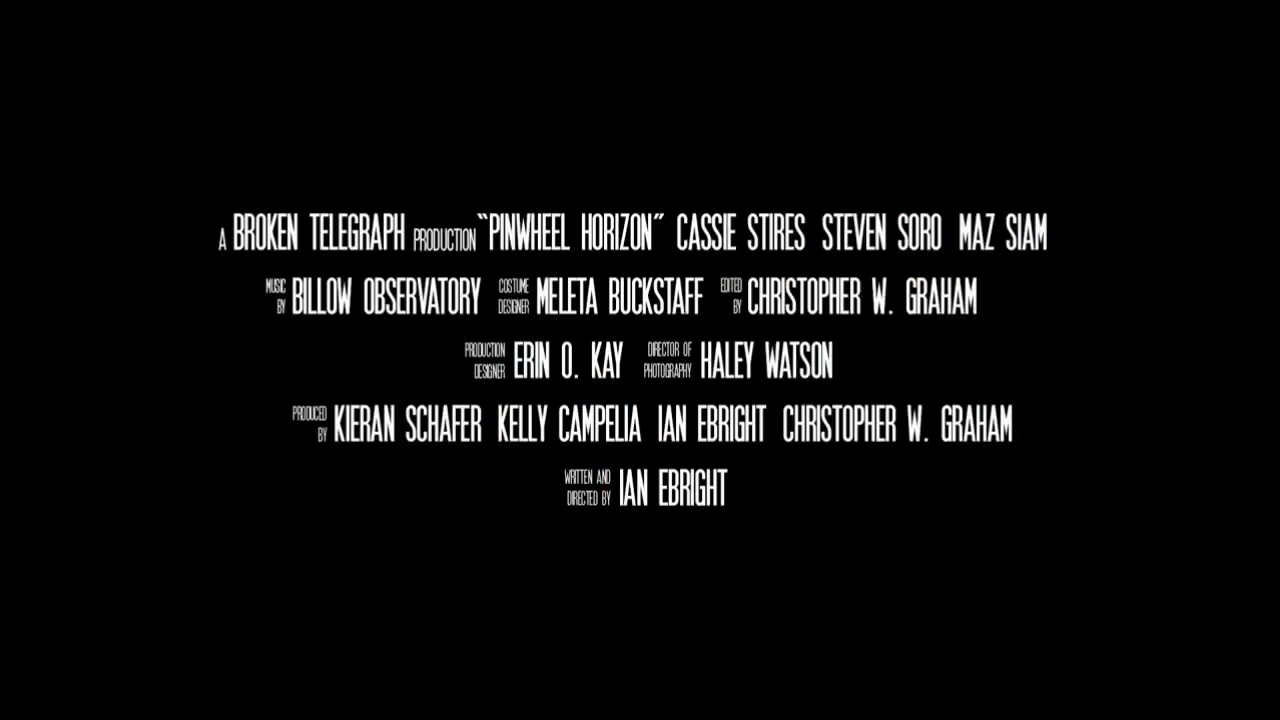 A BROKEN TELEGRAPH PRODUCTION "PINWHEEL HORIZON" CASSIE STIRES STEVEN SORO MAZ SIAM
MUSIC BY BILLOW OBSERVATORY COSTUME DESIGNER MELETA BUCKSTAFF EDITED BY CHRISTOPHER W. GRAHAM
PRODUCTION DESIGNER ERIN O. KAY DIRECTOR OF PHOTOGRAPHY HALEY WATSON
PRODUCED BY KIERAN SCHAFER KELLY CAMPELIA IAN EBRIGHT CHRISTOPHER W. GRAHAM
WRITTEN AND DIRECTED BY IAN EBRIGHT